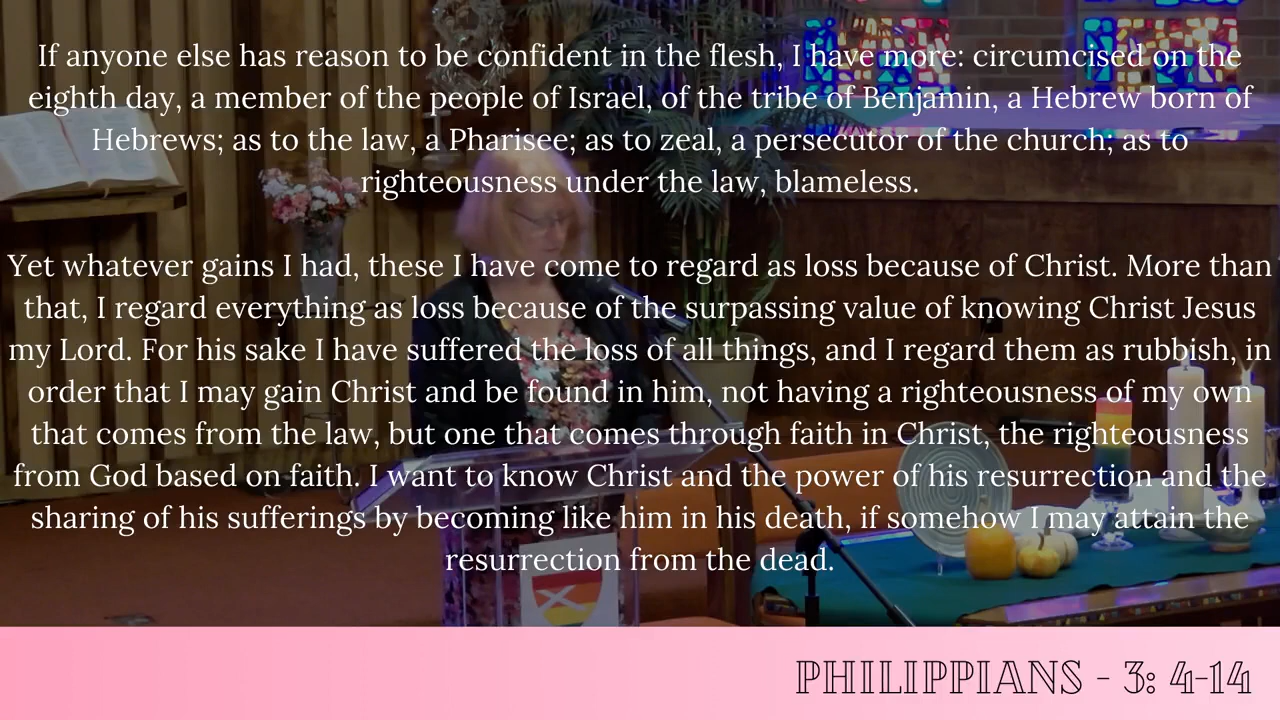 If anyone else has reason to be confident in the flesh, I have more: circumcised on the
eighth day, a member of the people of Israel, of the tribe of Benjamin, a Hebrew born of
Hebrews; as to the law, a Pharisee; as to zeal, a persecutor of the church; as to
righteousness under the law, blameless.
Yet whatever gains I had, these I have come to regard as loss because of Christ. More than
that, I regard everything as loss because of the surpassing value of knowing Christ Jesus
my Lord. For his sake I have suffered the loss of all things, and I regard them as rubbish, in
order that I may gain Christ and be found in him, not having a righteousness of my own
that comes from the law, but one that comes through faith in Christ, the righteousness
from God based on faith. I want to know Christ and the power of his resurrection and the
sharing of his sufferings by becoming like him in his death, if somehow I may attain the
resurrection from the dead.
PHILIPPIANS - 3: 4-14